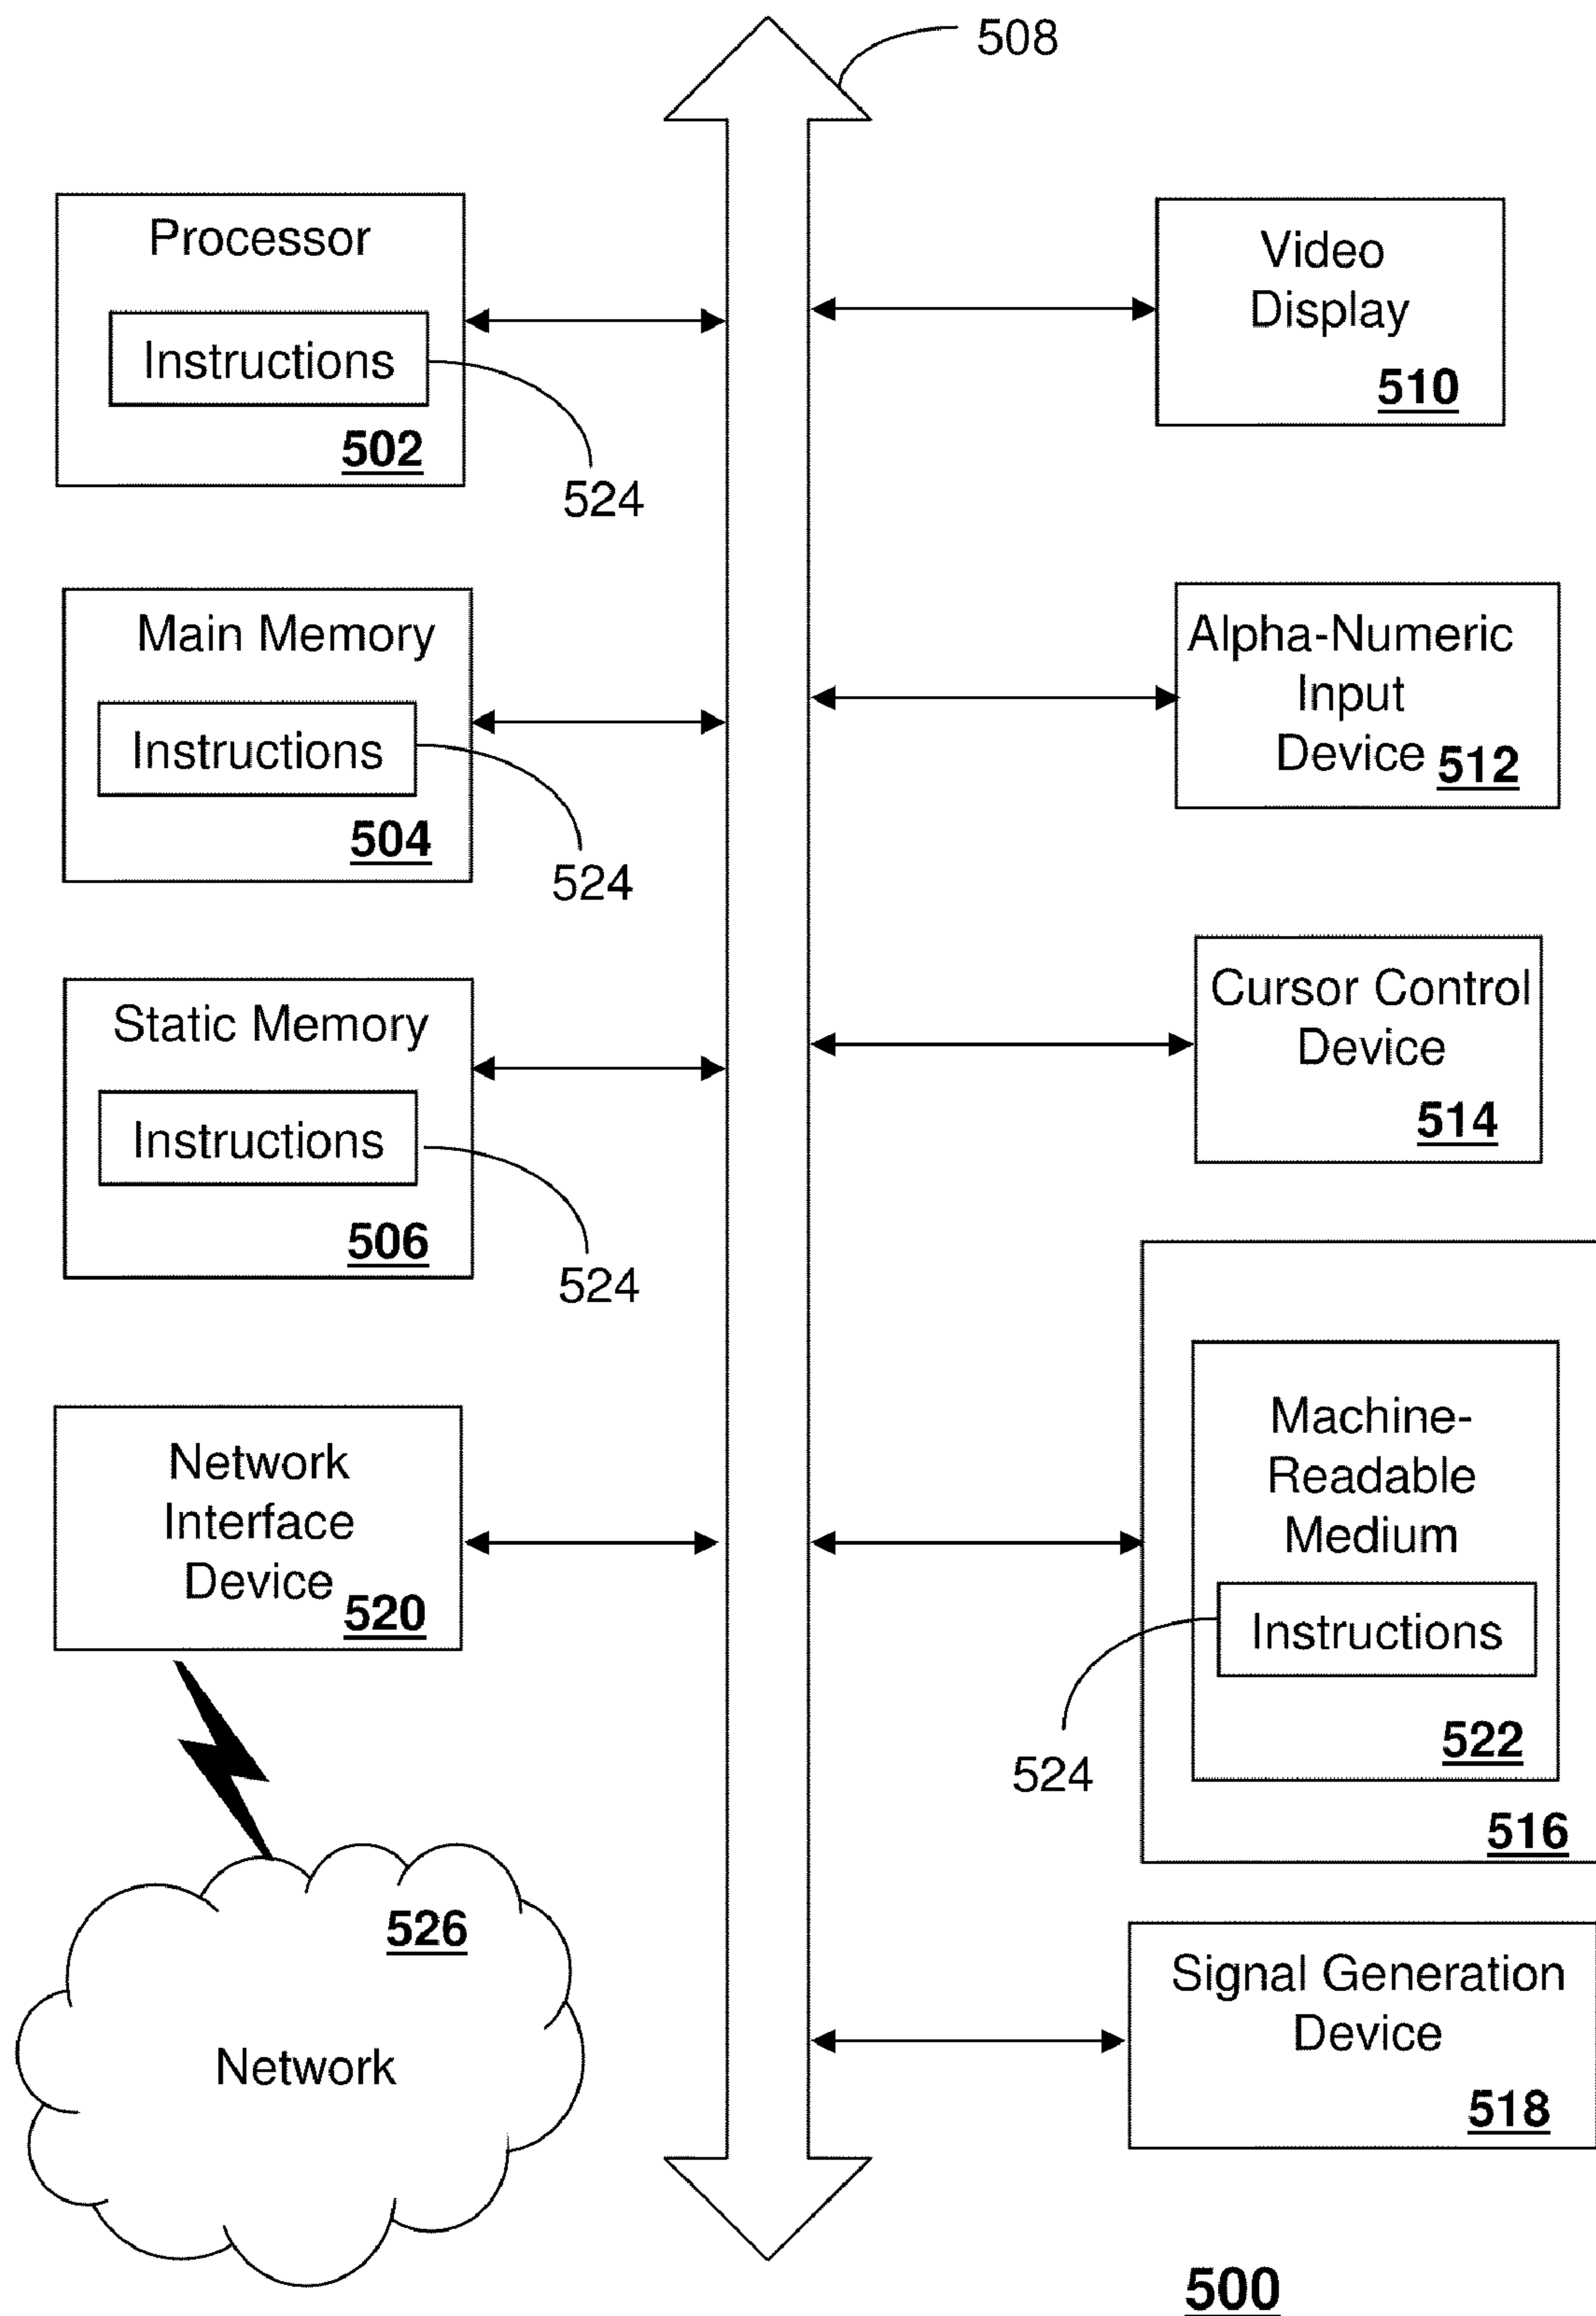 508
Processor
Instructions
502
524
Main Memory
Instructions
504
524
Static Memory
Instructions
506
524
Network
Interface
Device
520
526
Network
Video
Display
510
Alpha-Numeric
Input
Device 512
Cursor Control
Device
514
Machine-
Readable
Medium
Instructions
522
524
516
Signal Generation
Device
518
500